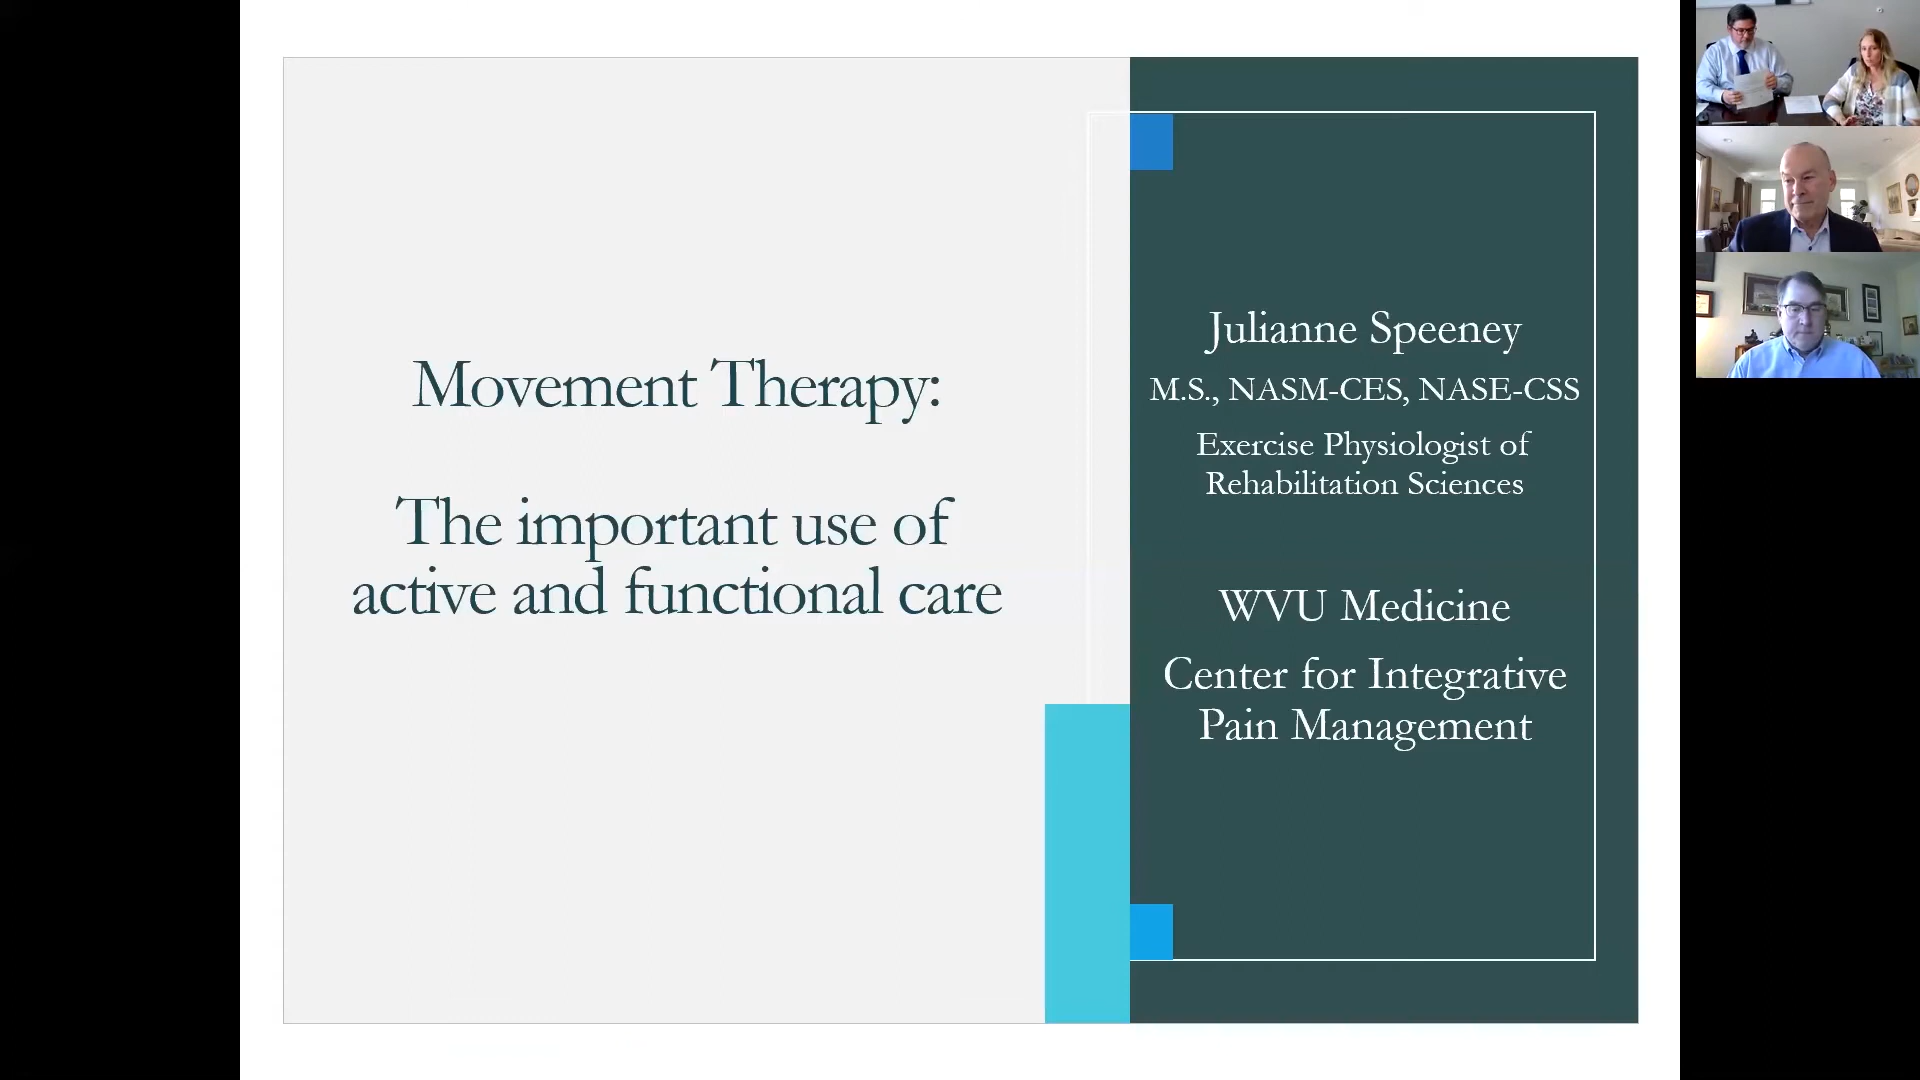 Movement Therapy:
The important use of
active and functional care
Julianne Speeney
M.S., NASM-CES, NASE-CSS
Exercise Physiologist of
Rehabilitation Sciences
WVU Medicine
Center for Integrative
Pain Management